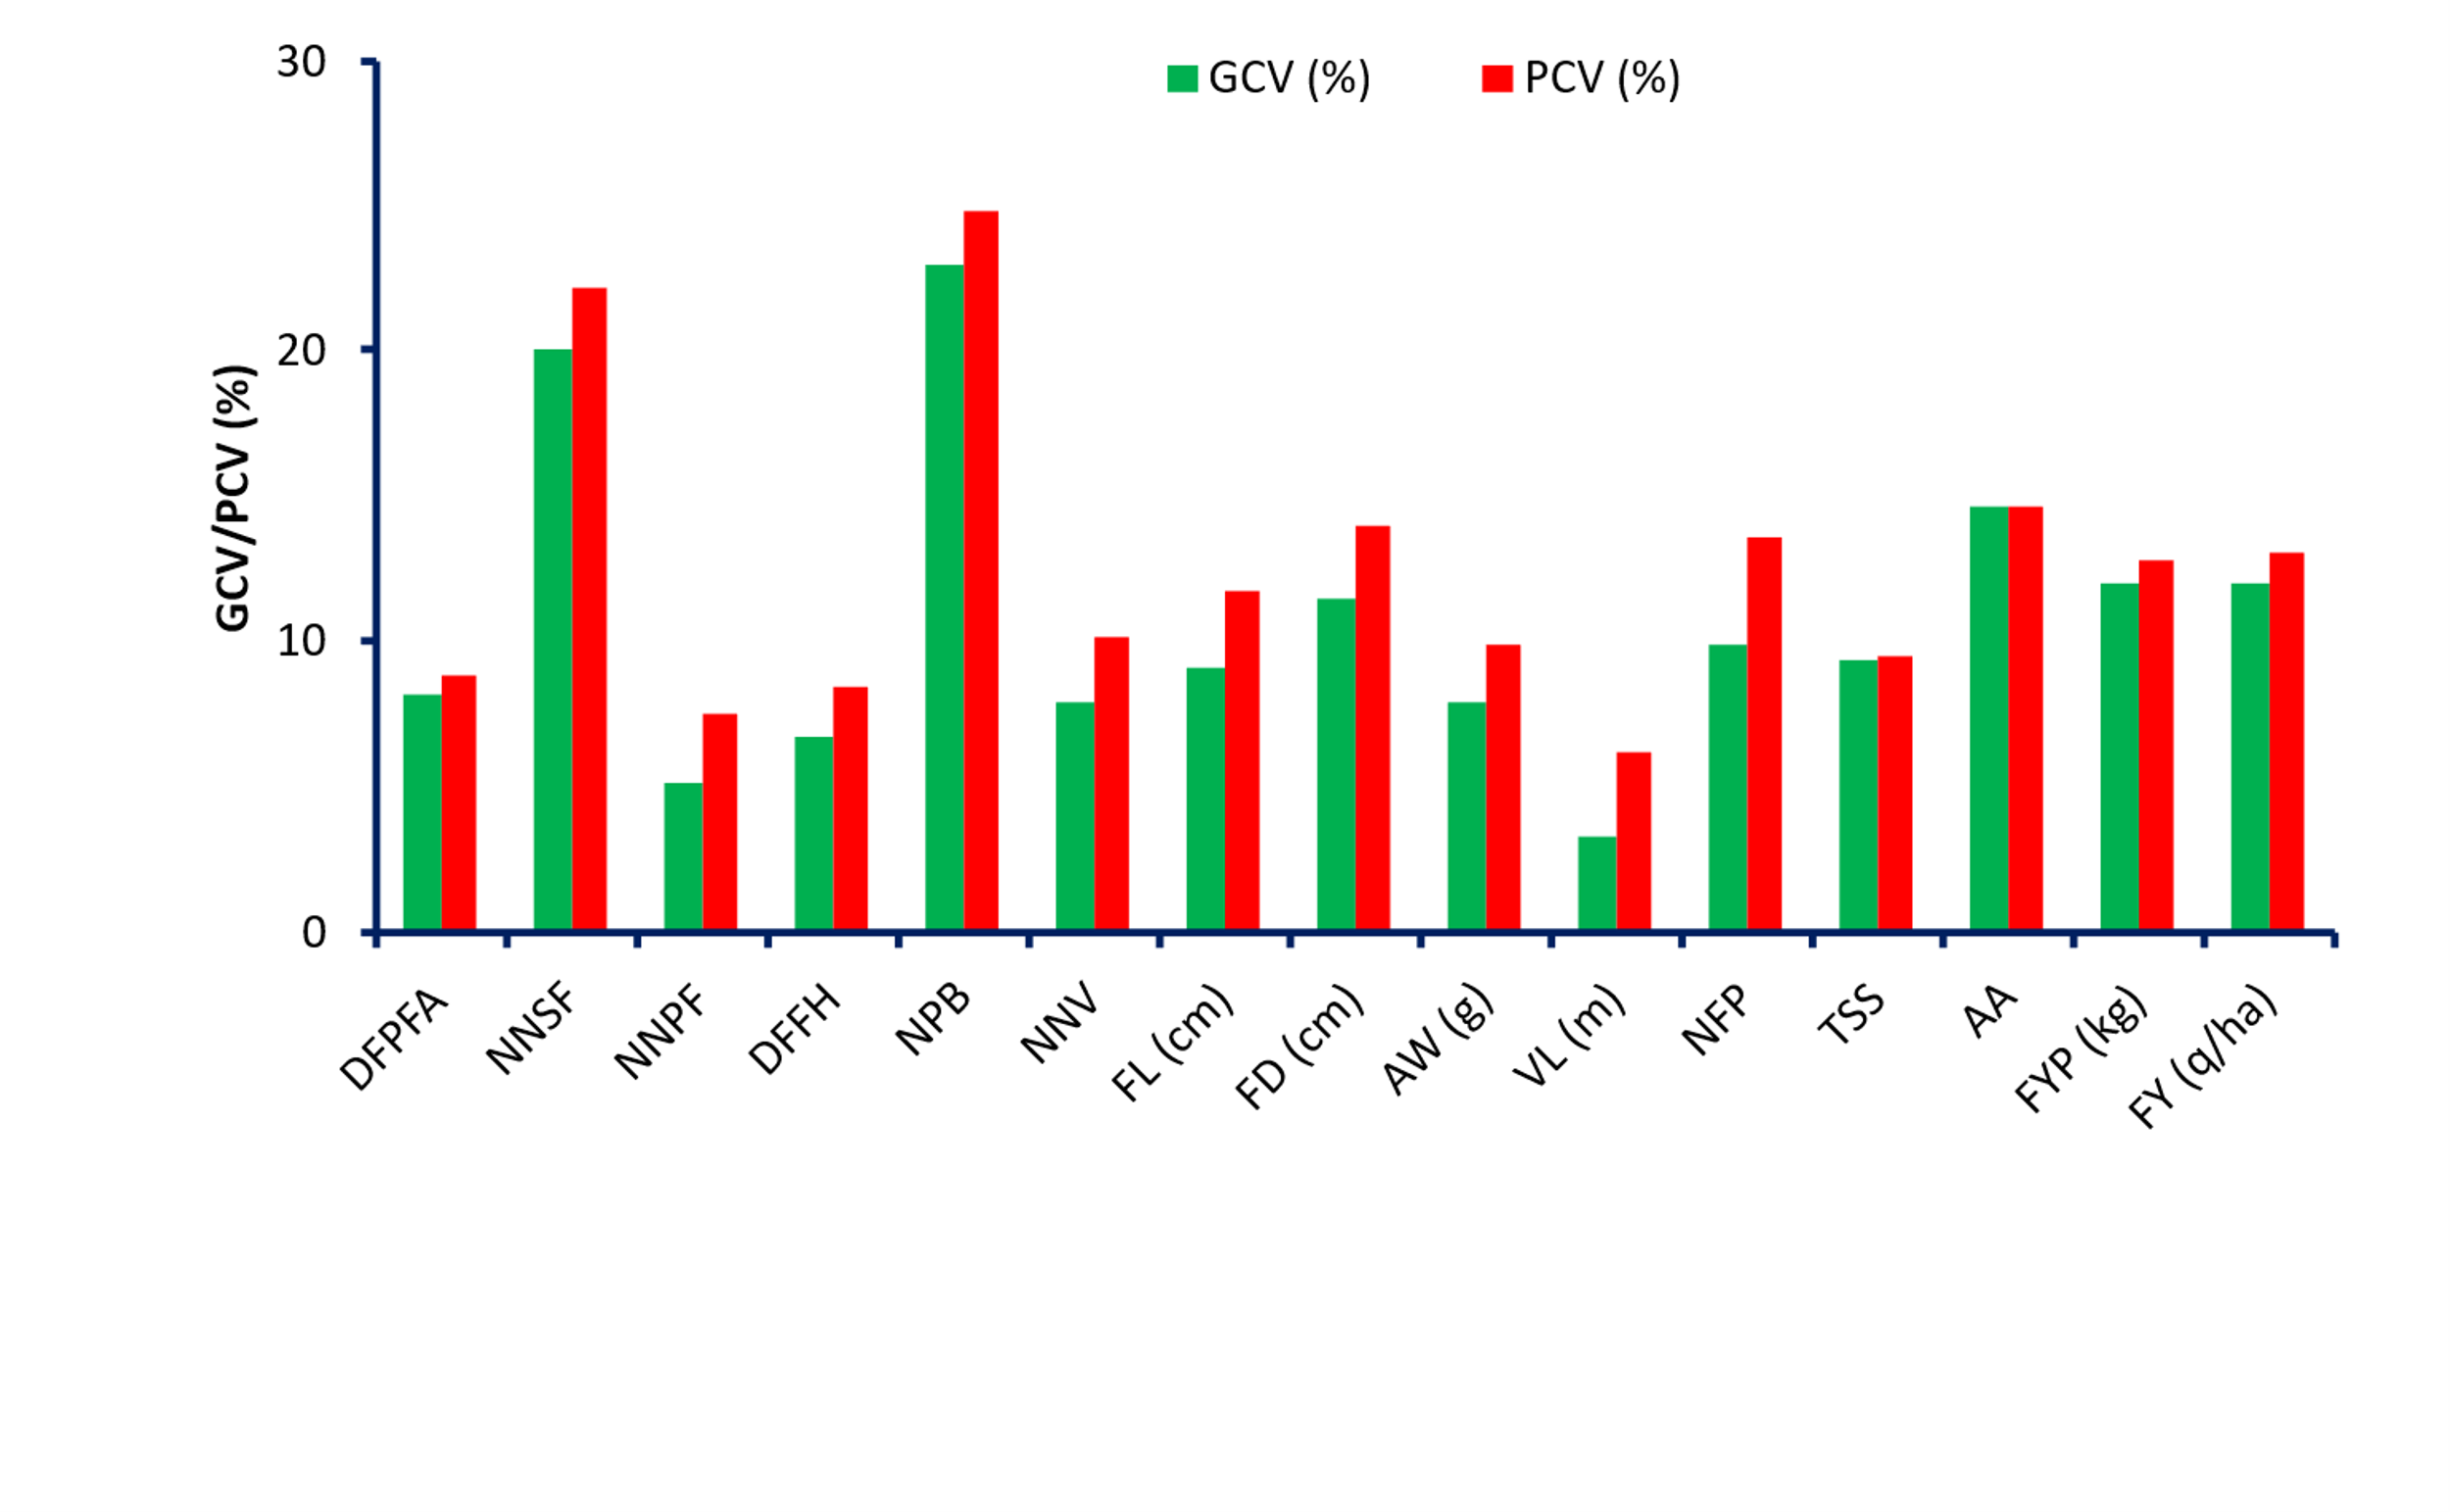 GCV (%) PCV (%)
GCV/PCV (%)
30
20
10
0
DFPFA
NNSF
NNPF
DFFH
NPB
NNV
FL (cm)
FD (cm)
AW (g)
VL (m)
NFP
TSS
AA
FYP (kg)
FY (q/ha)